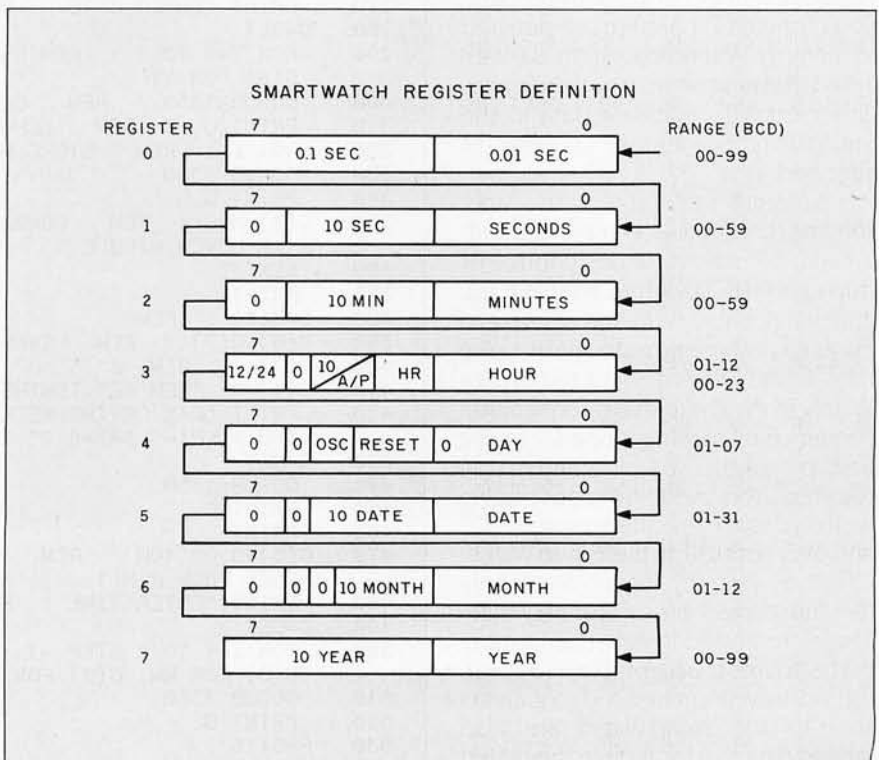 SMARTWATCH REGISTER DEFINITION
REGISTER 7 0 RANGE (BCD)
0 0.1 SEC 0.01 SEC 00-99
7 0
1 0 10 SEC SECONDS 00-59
7 0
2 0 10 MIN MINUTES 00-59
7 0
3 12/24 0 10 A/P HR HOUR 01-12
00-23
7 0
4 0 0 OSC RESET 0 DAY 01-07
7 0
5 0 0 10 DATE DATE 01-31
7 0
6 0 0 0 10 MONTH MONTH 01-12
7 0
7 10 YEAR YEAR 00-99